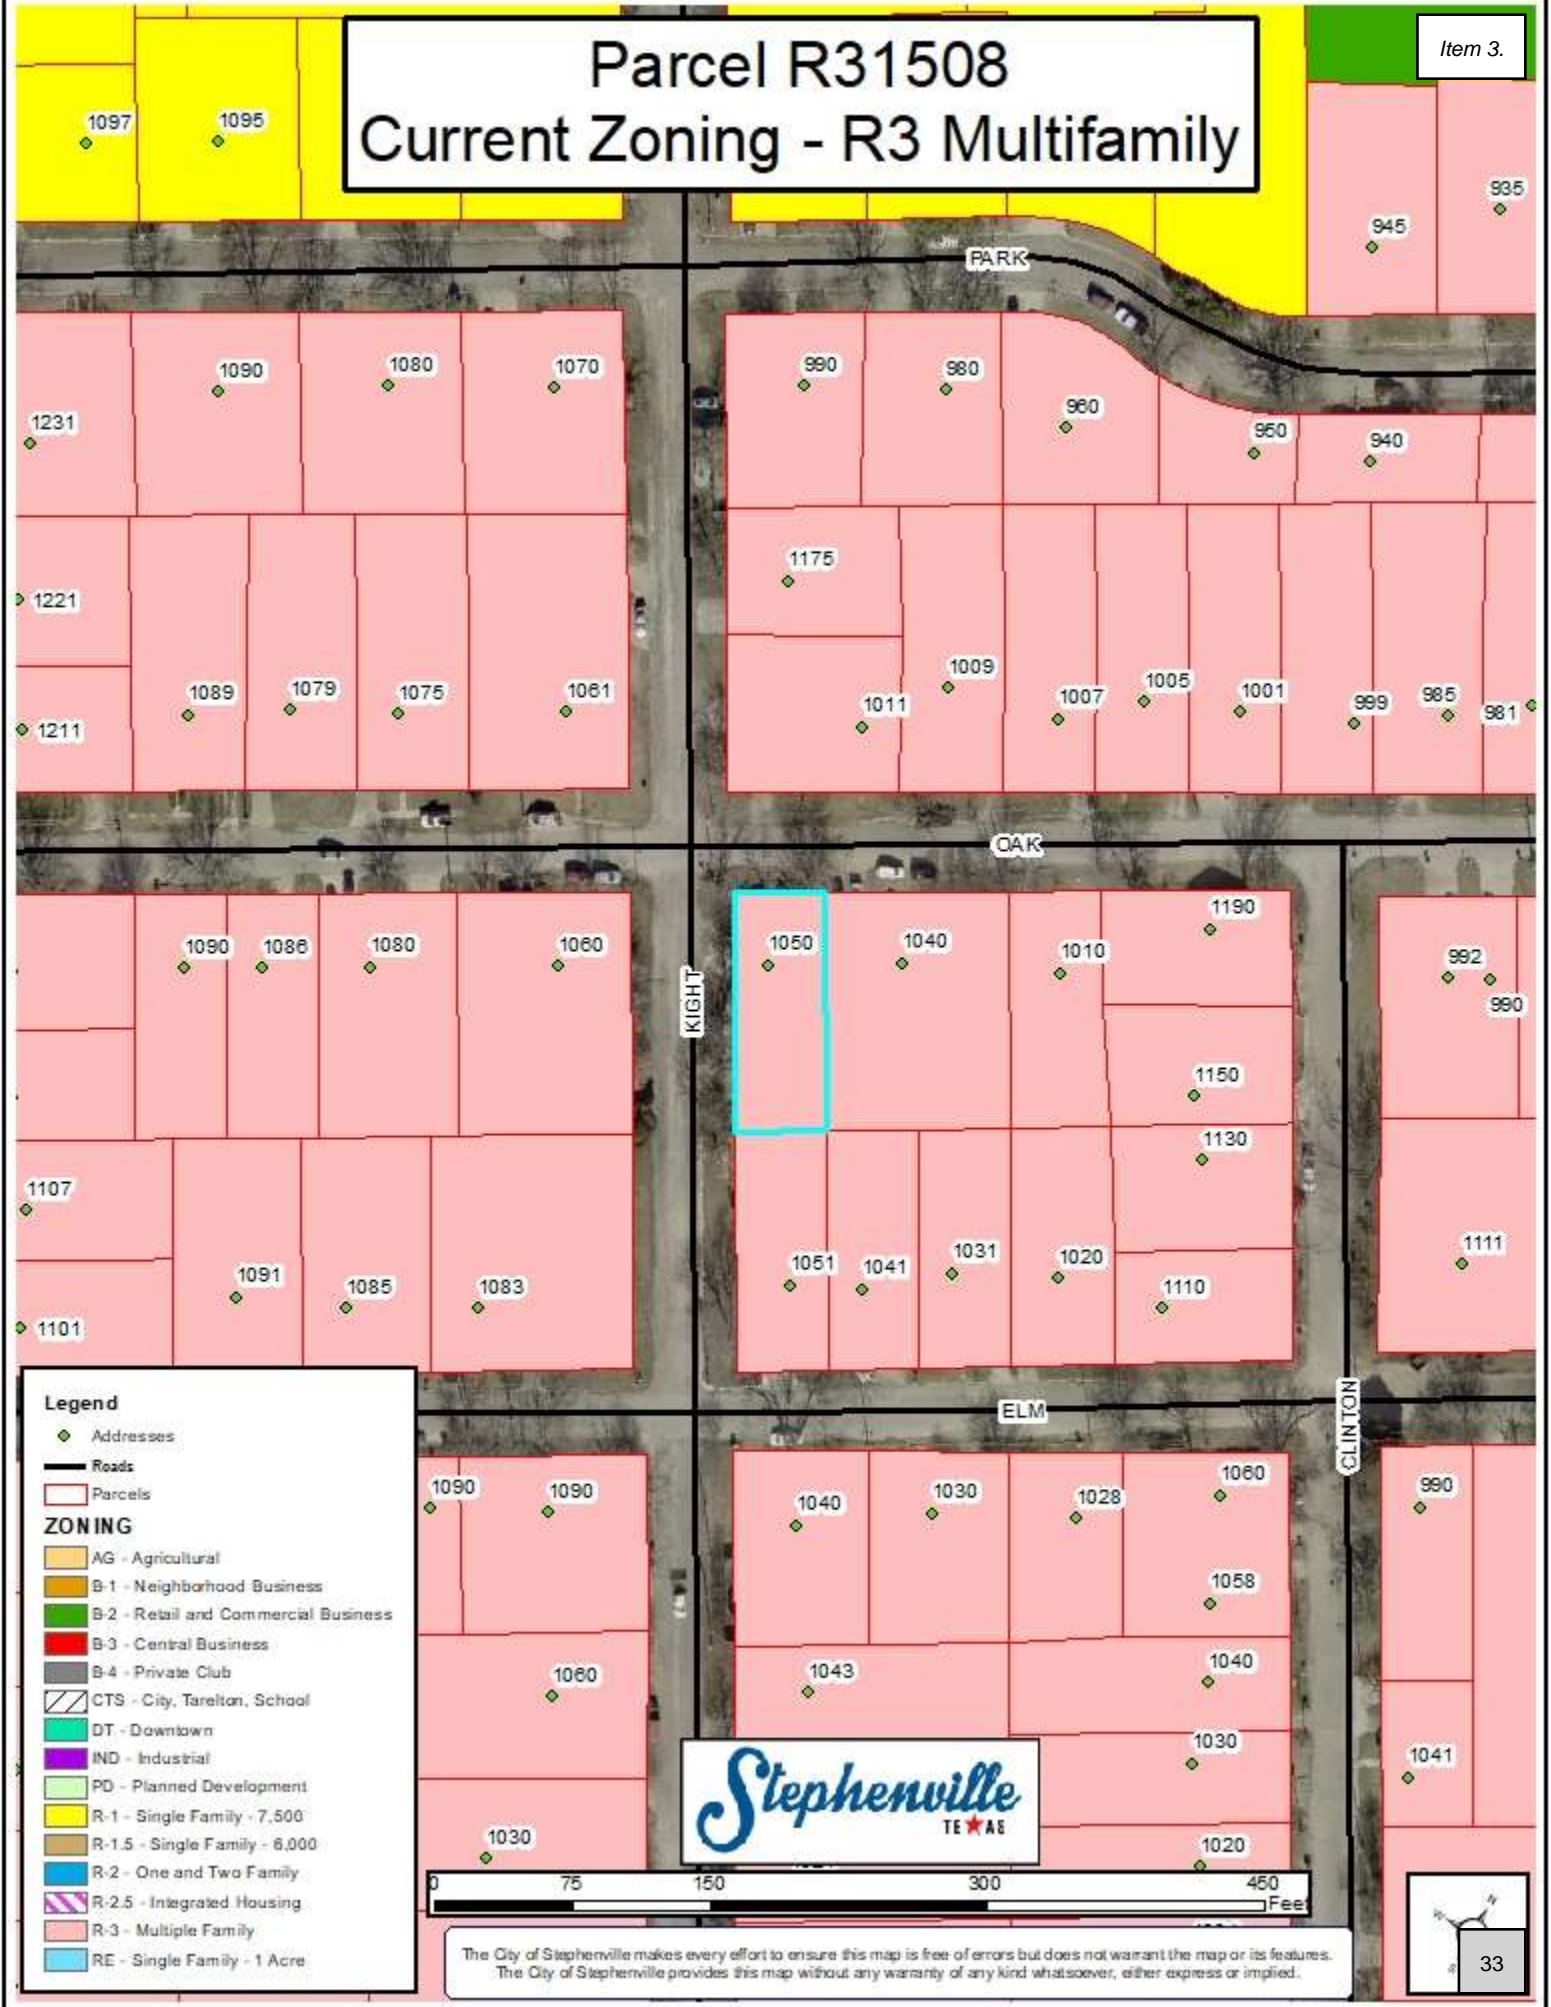 Parcel R31508
Current Zoning - R3 Multifamily
Item 3.
1097
1095
935
945
PARK
1090
1080
1070
990
980
960
950
940
1231
1175
1221
1089
1079
1075
1061
1009
1011
1007
1005
1001
999
985
981
1211
OAK
1090
1086
1080
1060
KIGHT
1050
1040
1010
1190
992
990
1150
1130
1107
1091
1085
1083
1051
1041
1031
1020
1110
1111
1101
ELM
CLINTON
Legend
Addresses
Roads
Parcels
ZONING
AG - Agricultural
B-1 - Neighborhood Business
B-2 - Retail and Commercial Business
B-3 - Central Business
B-4 - Private Club
CTS - City, Tarelton, School
DT - Downtown
IND - Industrial
PD - Planned Development
R-1 - Single Family - 7,500
R-1.5 - Single Family - 6,000
R-2 - One and Two Family
R-2.5 - Integrated Housing
R-3 - Multiple Family
RE - Single Family - 1 Acre
1090
1090
1040
1030
1028
1060
990
1058
1060
1043
1040
1030
1041
1030
1020
Stephenville
TEXAS
0 75 150 300 450
Feet
The City of Stephenville makes every effort to ensure this map is free of errors but does not warrant the map or its features.
The City of Stephenville provides this map without any warranty of any kind whatsoever, either express or implied.
N
W
33